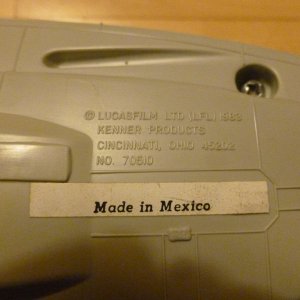 © LUCASFILM LTD (LFL) 1983
KENNER PRODUCTS
CINCINNATI, OHIO 45202
NO. 70510
Made in Mexico